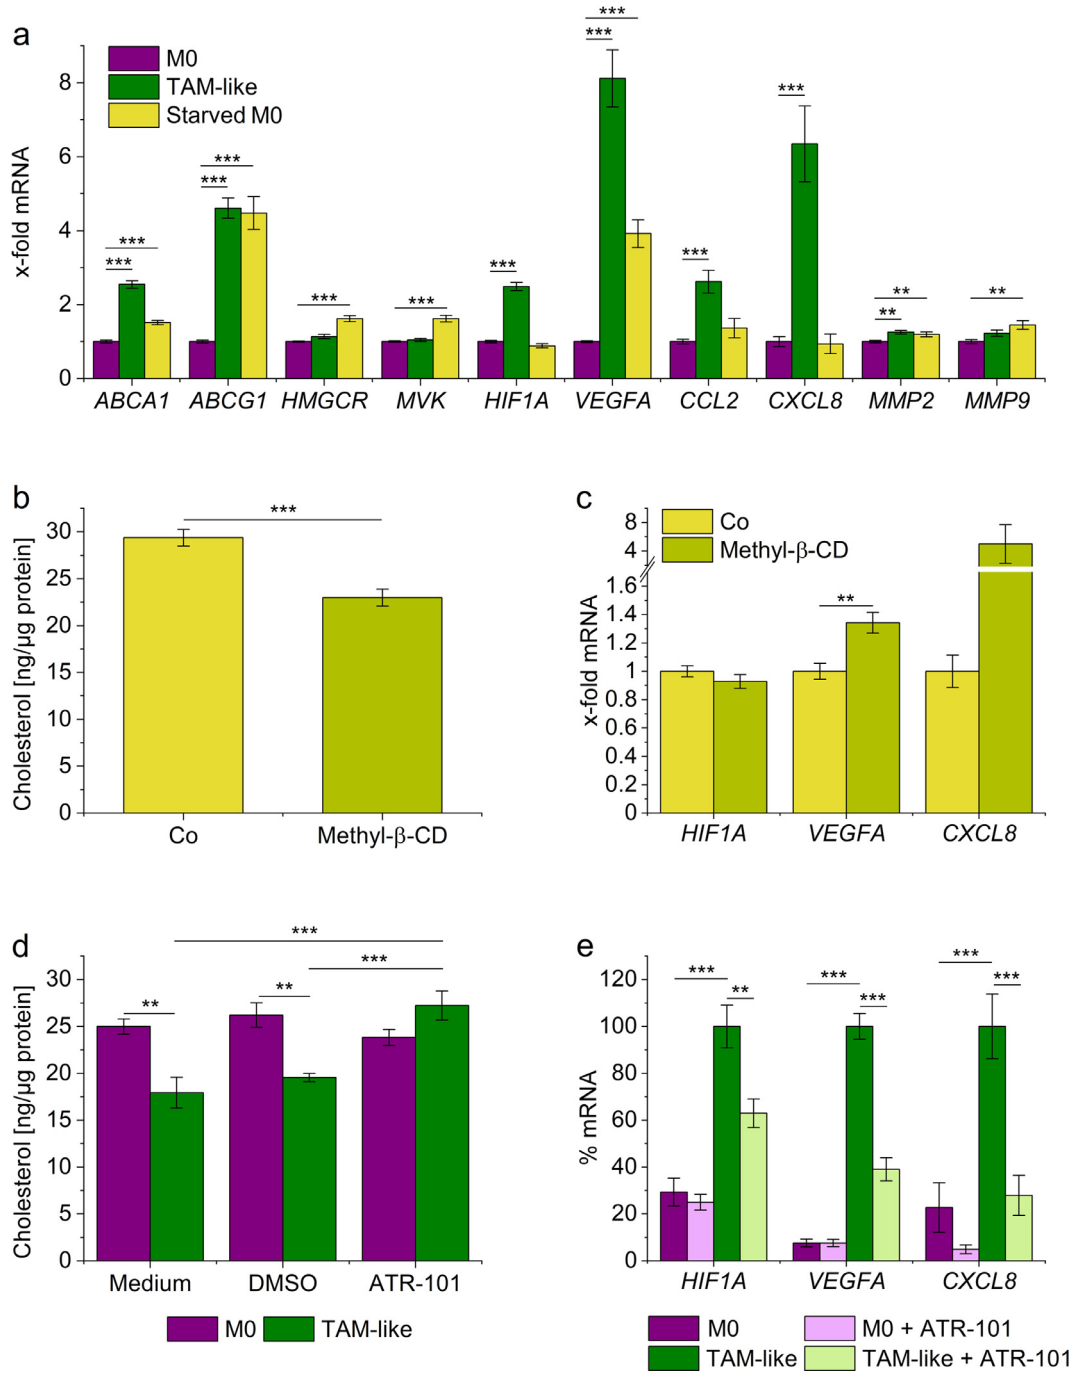 a
M0
TAM-like
Starved M0
x-fold mRNA
8
6
4
2
0
***
***
***
***
***
***
***
***
***
***
***
***
**
**
**
ABCA1 ABCG1 HMGCR MVK HIF1A VEGFA CCL2 CXCL8 MMP2 MMP9
b
Cholesterol [ng/µg protein]
30
25
20
15
10
5
0
***
Co Methyl-β-CD
c
Co
Methyl-β-CD
x-fold mRNA
8
4
1.6
1.4
1.2
1
0.8
0.6
0.4
0.2
0
**
HIF1A VEGFA CXCL8
d
Cholesterol [ng/µg protein]
30
25
20
15
10
5
0
***
***
**
**
Medium DMSO ATR-101
M0 TAM-like
e
% mRNA
120
100
80
60
40
20
0
***
**
***
***
***
***
HIF1A VEGFA CXCL8
M0 M0 + ATR-101
TAM-like TAM-like + ATR-101